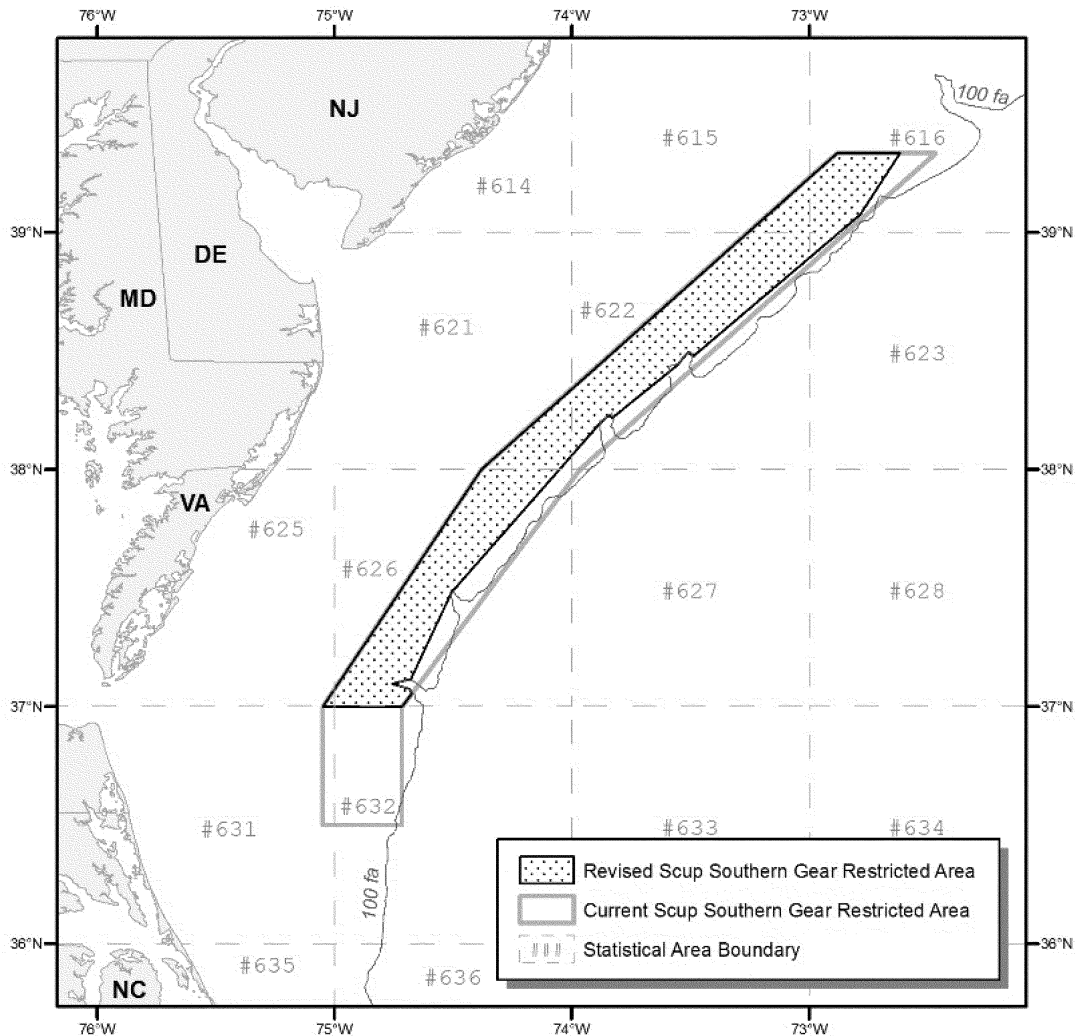 76°W 75°W 74°W 73°W
100 fa
NJ
#615 #616
#614
39°N 39°N
DE
MD
#622
#621
#623
38°N 38°N
VA
#625
#626
#627 #628
37°N 37°N
#632
#631 #633 #634
Revised Scup Southern Gear Restricted Area
Current Scup Southern Gear Restricted Area
100 fa
### Statistical Area Boundary
36°N 36°N
#635 #636
NC
76°W 75°W 74°W 73°W